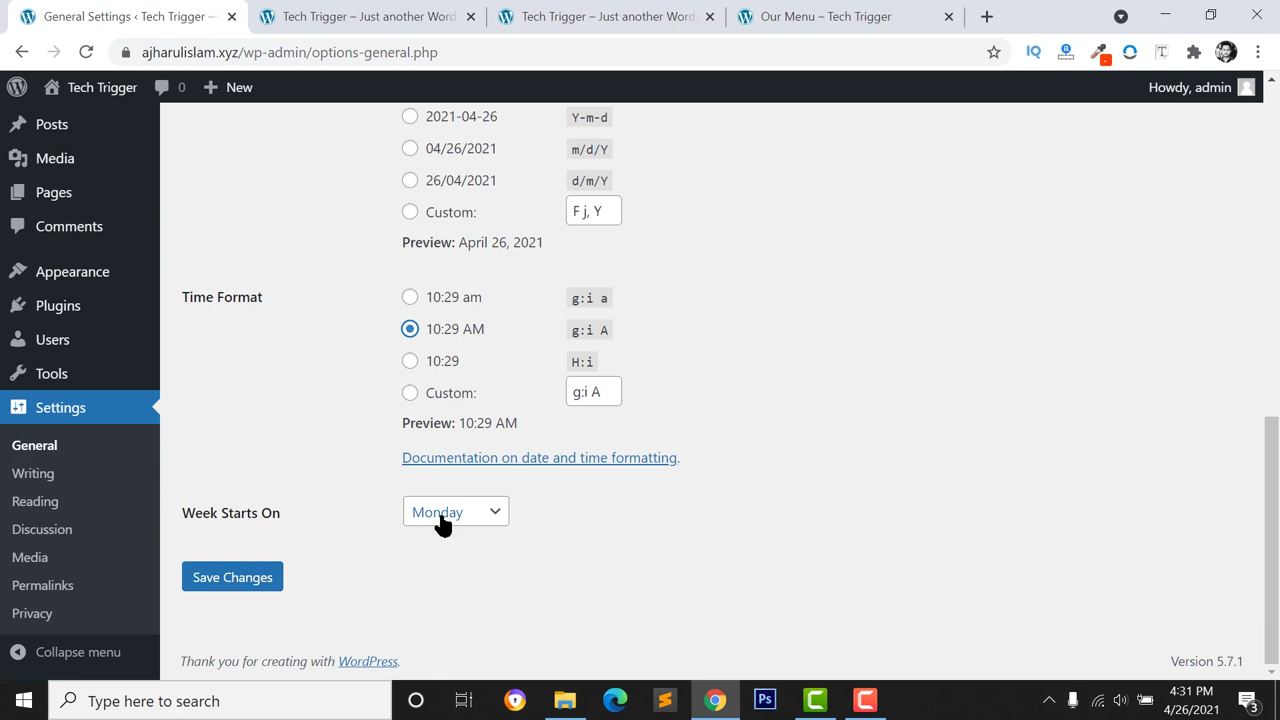 General Settings ‹ Tech Trigger —
Tech Trigger – Just another Word
Tech Trigger – Just another Word
Our Menu – Tech Trigger
ajharulislam.xyz/wp-admin/options-general.php
IQ
T
Tech Trigger
0
New
Howdy, admin
Posts
Media
Pages
Comments
Appearance
Plugins
Users
Tools
Settings
General
Writing
Reading
Discussion
Media
Permalinks
Privacy
Collapse menu
2021-04-26 Y-m-d
04/26/2021 m/d/Y
26/04/2021 d/m/Y
Custom: F j, Y
Preview: April 26, 2021
Time Format
10:29 am g:i a
10:29 AM g:i A
10:29 H:i
Custom: g:i A
Preview: 10:29 AM
Documentation on date and time formatting.
Week Starts On Monday
Save Changes
Thank you for creating with WordPress.
Version 5.7.1
Type here to search
Ps
4:31 PM
4/26/2021
3